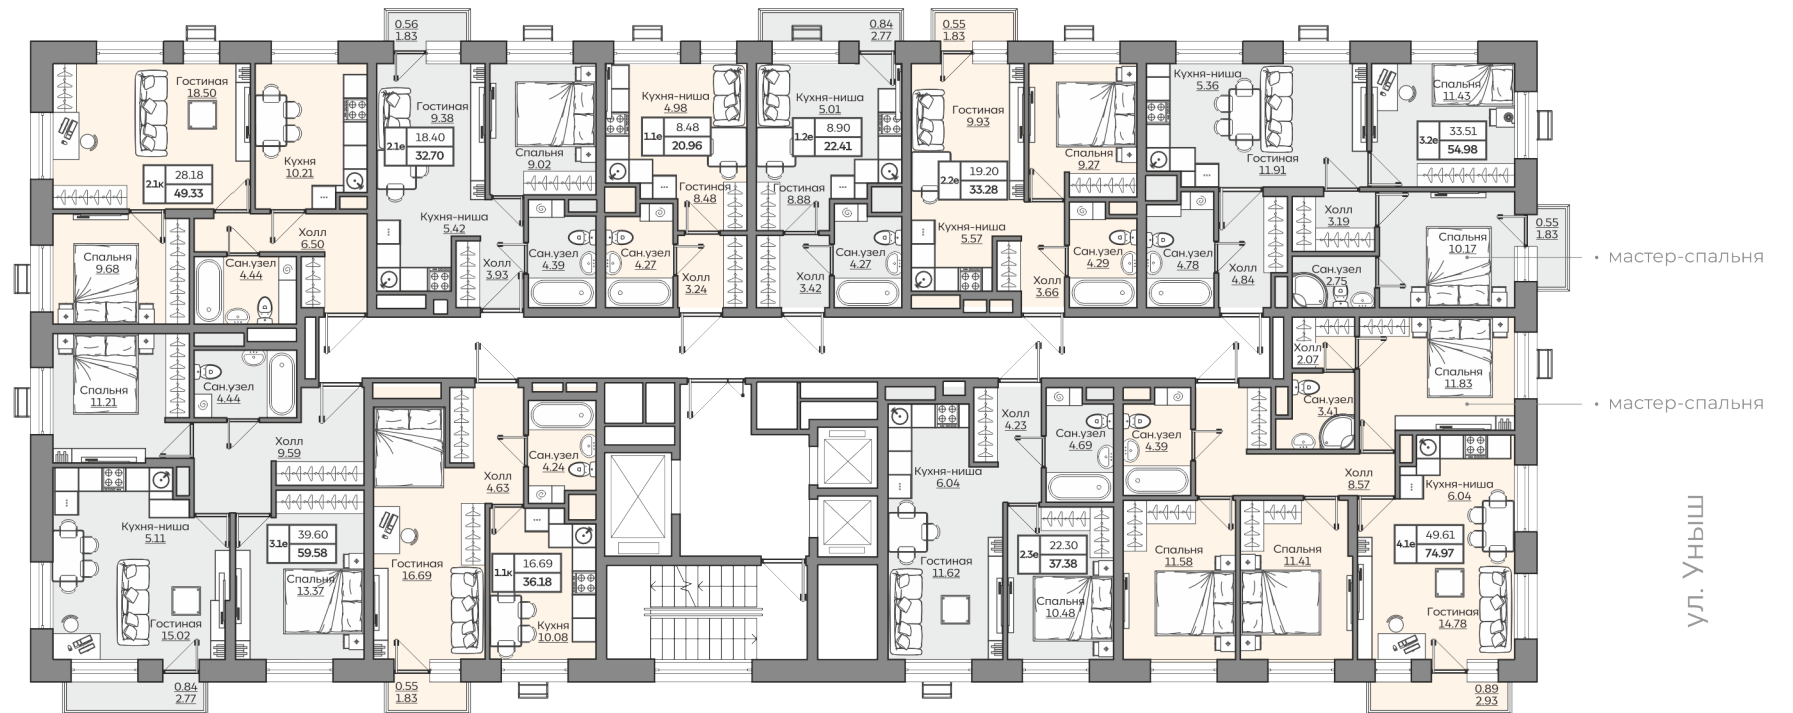 0.56
1.83
0.84
2.77
0.55
1.83
Гостиная
18.50
28.18
2.1к
49.33
Кухня
10.21
Холл
6.50
Спальня
9.68
Сан.узел
4.44
Гостиная
9.38
18.40
2.1е
32.70
Кухня-ниша
5.42
Спальня
9.02
Холл
3.93
Сан.узел
4.39
Кухня-ниша
4.98
8.48
1.1е
20.96
Гостиная
8.48
Сан.узел
4.27
Холл
3.24
Кухня-ниша
5.01
8.90
1.2е
22.41
Гостиная
8.88
Холл
3.42
Сан.узел
4.27
Гостиная
9.93
19.20
2.2е
33.28
Кухня-ниша
5.57
Спальня
9.27
Холл
3.66
Сан.узел
4.29
Кухня-ниша
5.36
Гостиная
11.91
Спальня
11.43
33.51
3.2е
54.98
Холл
3.19
Спальня
10.17
0.55
1.83
Сан.узел
4.78
Холл
4.84
Сан.узел
2.75
мастер-спальня
Спальня
11.21
Сан.узел
4.44
Холл
9.59
Кухня-ниша
5.11
39.60
3.1е
59.58
Спальня
13.37
Гостиная
15.02
0.84
2.77
Холл
4.63
Сан.узел
4.24
Гостиная
16.69
16.69
1.1к
36.18
Кухня
10.08
0.55
1.83
Холл
4.23
Сан.узел
4.69
Кухня-ниша
6.04
Гостиная
11.62
22.30
2.3е
37.38
Спальня
10.48
Холл
2.07
Спальня
11.83
мастер-спальня
Сан.узел
3.41
Сан.узел
4.39
Холл
8.57
Кухня-ниша
6.04
Спальня
11.58
Спальня
11.41
49.61
4.1е
74.97
Гостиная
14.78
0.89
2.93
ул. Уныш